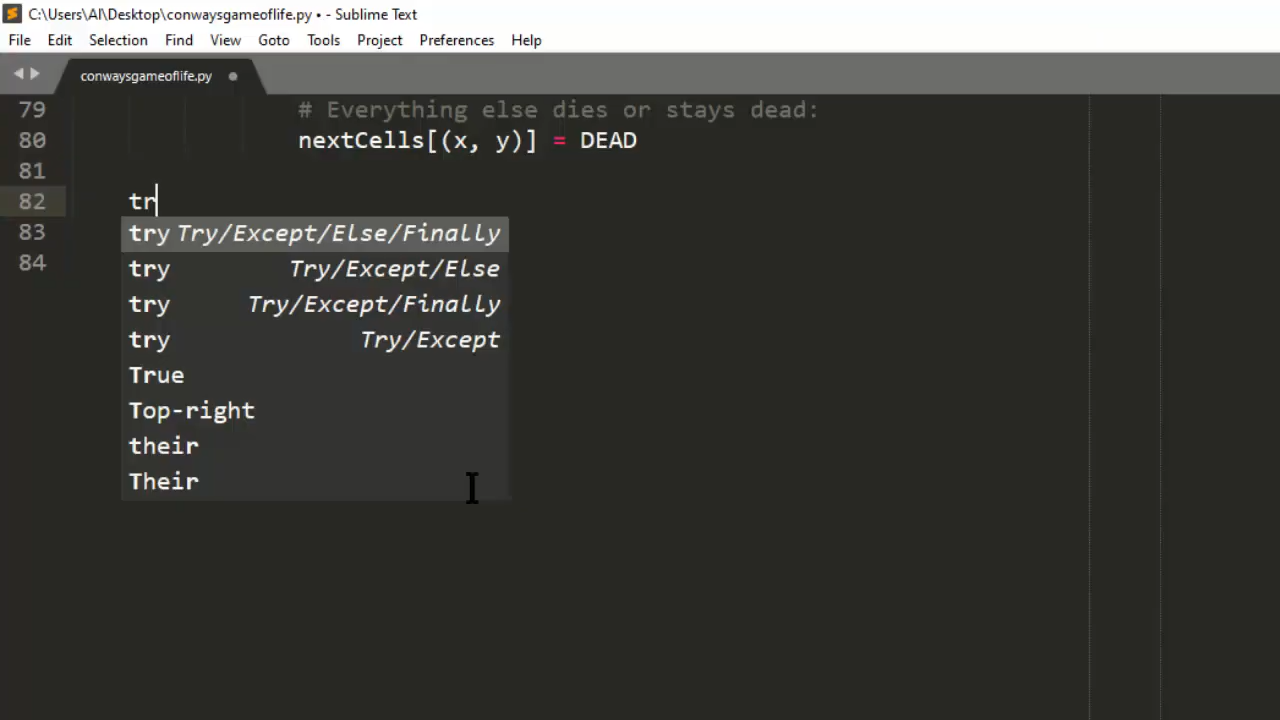 C:\Users\Al\Desktop\conwaysgameoflife.py • - Sublime Text
File Edit Selection Find View Goto Tools Project Preferences Help
conwaysgameoflife.py
79 # Everything else dies or stays dead:
80 nextCells[(x, y)] = DEAD
81
82 tr
83
84
try Try/Except/Else/Finally
try Try/Except/Else
try Try/Except/Finally
try Try/Except
True
Top-right
their
Their